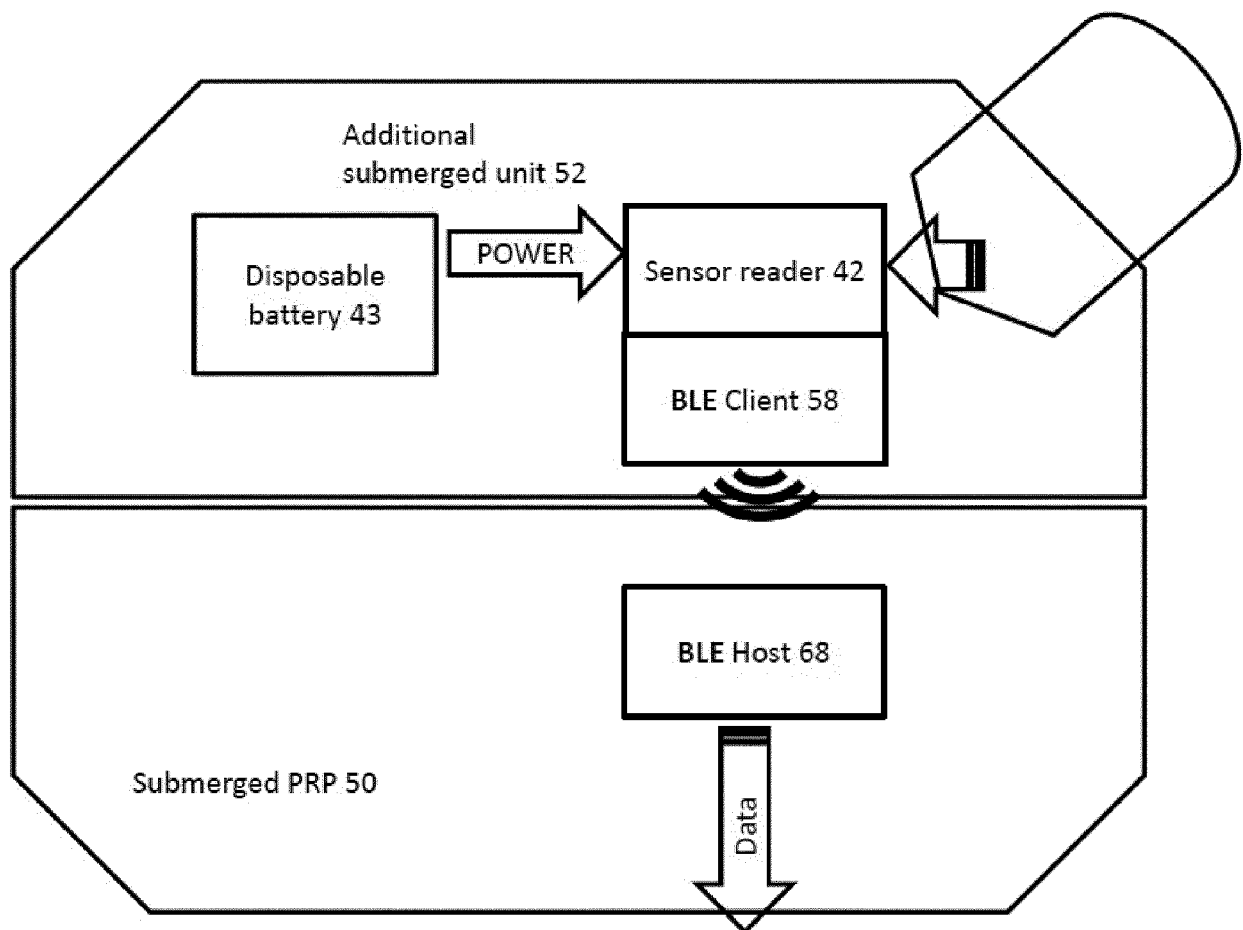 Additional
submerged unit 52
Disposable
battery 43
POWER
Sensor reader 42
BLE Client 58
BLE Host 68
Submerged PRP 50
Data